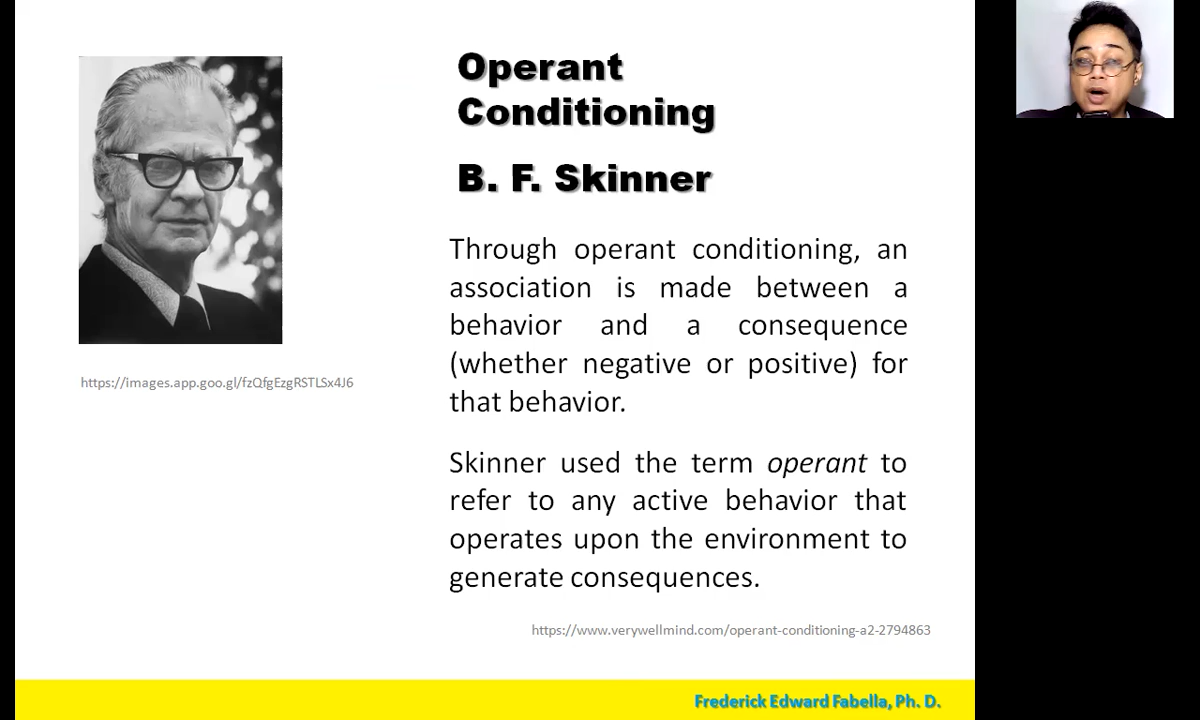 Operant
Conditioning
B. F. Skinner
Through operant conditioning, an
association is made between a
behavior and a consequence
(whether negative or positive) for
that behavior.
https://images.app.goo.gl/fzQfgEzgRSTLSx4J6
Skinner used the term operant to
refer to any active behavior that
operates upon the environment to
generate consequences.
https://www.verywellmind.com/operant-conditioning-a2-2794863
Frederick Edward Fabella, Ph. D.